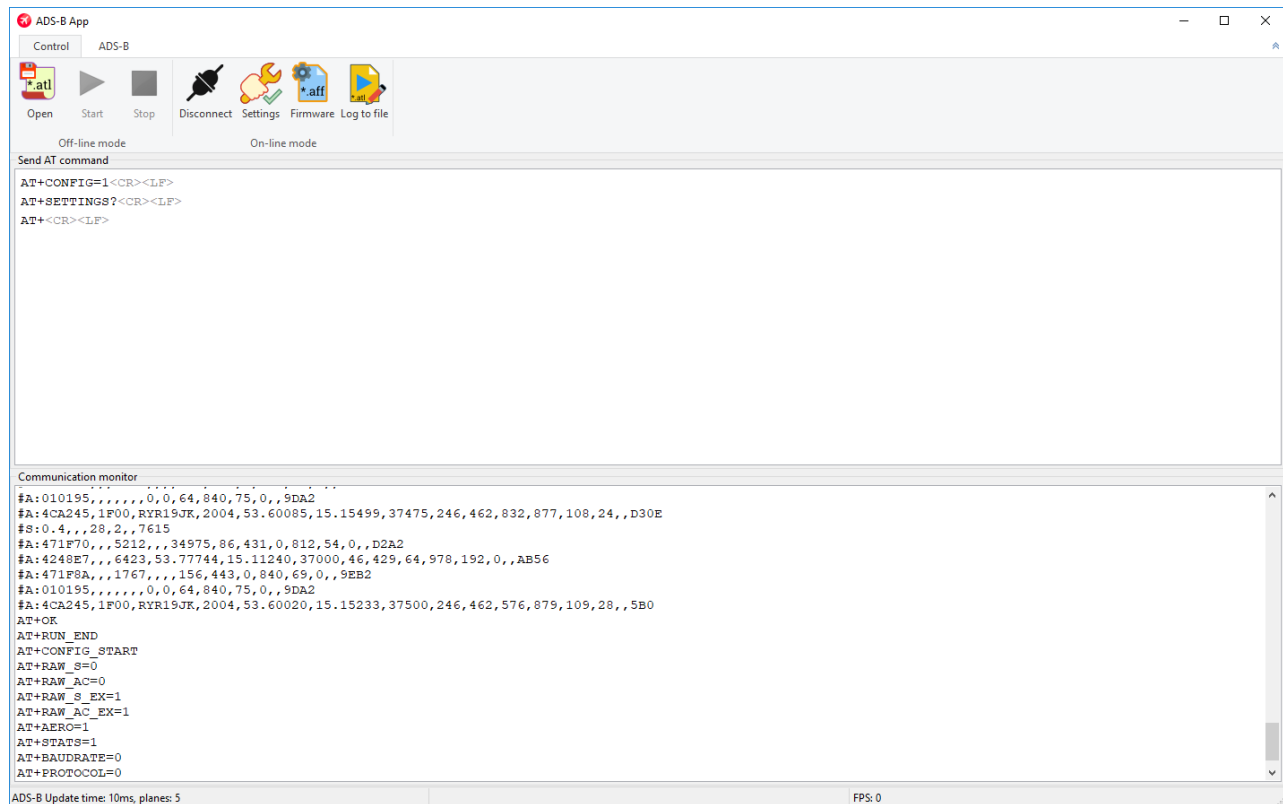 ADS-B App
Control ADS-B
*.atl *.aff *.atl
Open Start Stop Disconnect Settings Firmware Log to file
Off-line mode On-line mode
Send AT command
AT+CONFIG=1<CR><LF>
AT+SETTINGS?<CR><LF>
AT+<CR><LF>
Communication monitor
#A:010195,,,,,,,0,0,64,840,75,0,,9DA2
#A:4CA245,1F00,RYR19JK,2004,53.60085,15.15499,37475,246,462,832,877,108,24,,D30E
#S:0.4,,,28,2,,7615
#A:471F70,,,5212,,,34975,86,431,0,812,54,0,,D2A2
#A:4248E7,,,6423,53.77744,15.11240,37000,46,429,64,978,192,0,,AB56
#A:471F8A,,,1767,,,,156,443,0,840,69,0,,9EB2
#A:010195,,,,,,,0,0,64,840,75,0,,9DA2
#A:4CA245,1F00,RYR19JK,2004,53.60020,15.15233,37500,246,462,576,879,109,28,,5B0
AT+OK
AT+RUN_END
AT+CONFIG_START
AT+RAW_S=0
AT+RAW_AC=0
AT+RAW_S_EX=1
AT+RAW_AC_EX=1
AT+AERO=1
AT+STATS=1
AT+BAUDRATE=0
AT+PROTOCOL=0
ADS-B Update time: 10ms, planes: 5 FPS: 0